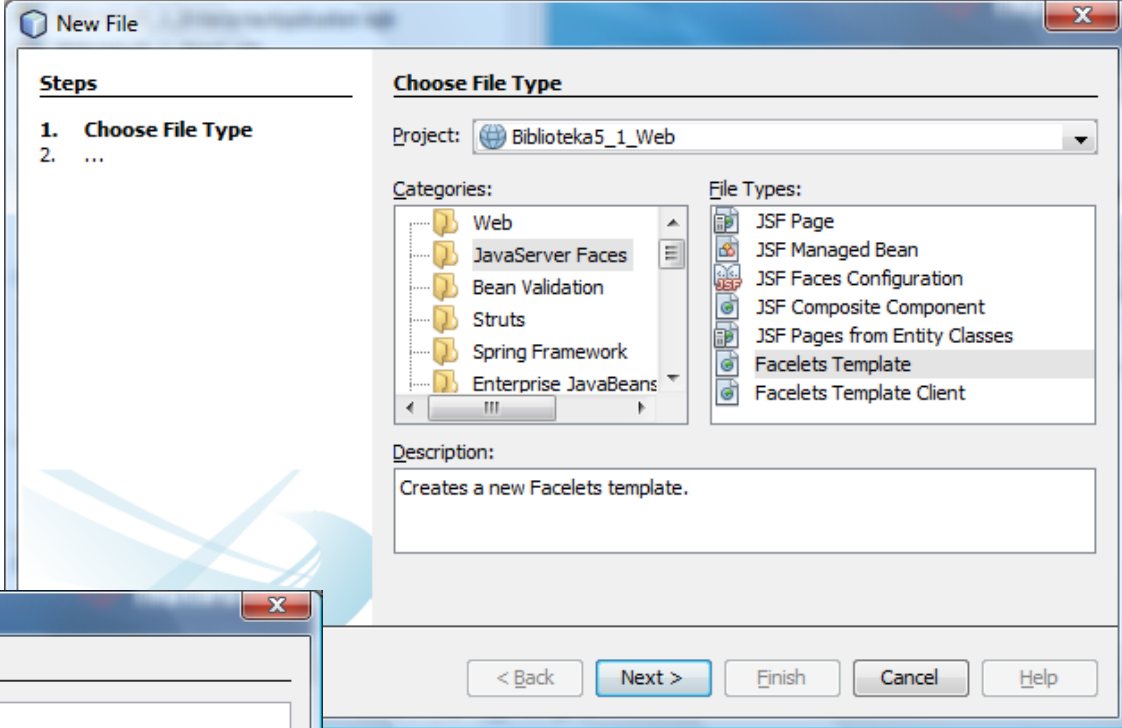 New File
Steps
1. Choose File Type
2. ...
Choose File Type
Project: Biblioteka5_1_Web
Categories:
Web
JavaServer Faces
Bean Validation
Struts
Spring Framework
Enterprise JavaBeans
File Types:
JSF Page
JSF Managed Bean
JSF Faces Configuration
JSF Composite Component
JSF Pages from Entity Classes
Facelets Template
Facelets Template Client
Description:
Creates a new Facelets template.
< Back
Next >
Finish
Cancel
Help